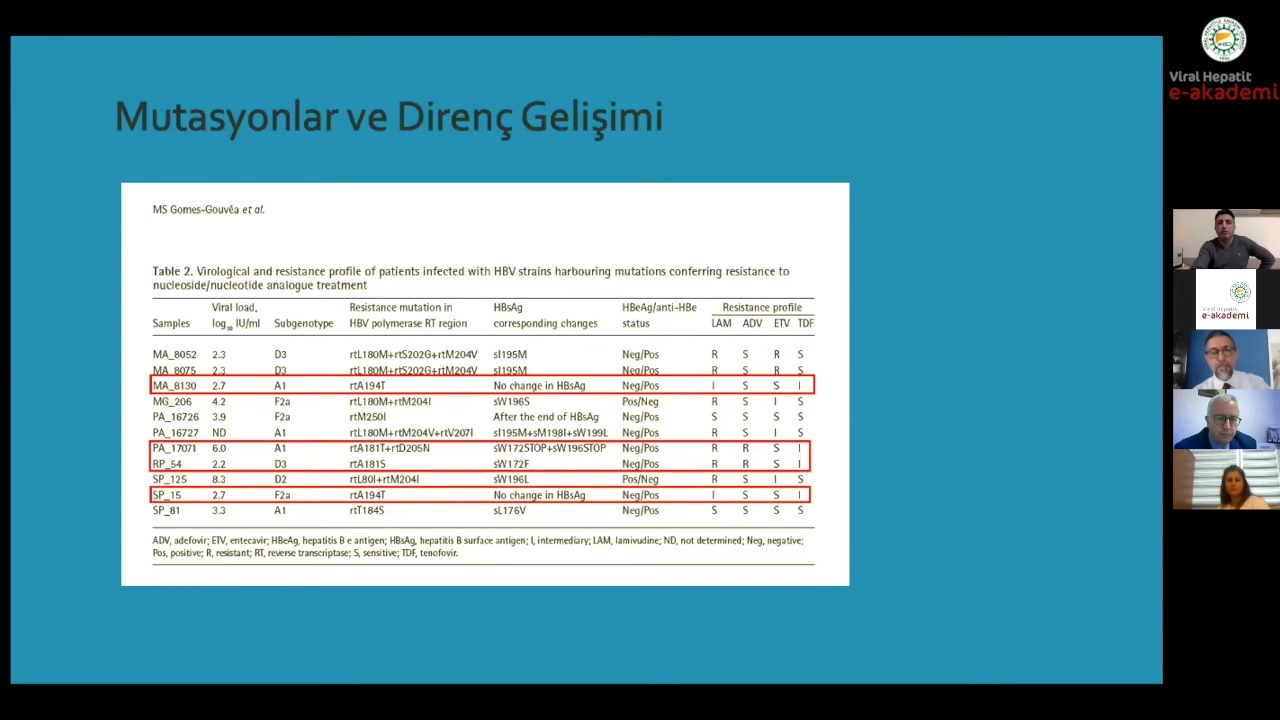 Mutasyonlar ve Direnç Gelişimi
MS Gomes-Gouvêa et al.
Table 2. Virological and resistance profile of patients infected with HBV strains harbouring mutations conferring resistance to
nucleoside/nucleotide analogue treatment
Samples Viral load, log10 IU/ml Subgenotype Resistance mutation in HBV polymerase RT region HBsAg corresponding changes HBeAg/anti-HBe status Resistance profile LAM ADV ETV TDF
MA_8052 2.3 D3 rtL180M+rtS202G+rtM204V sI195M Neg/Pos R S R S
MA_8075 2.3 D3 rtL180M+rtS202G+rtM204V sI195M Neg/Pos R S R S
MA_8130 2.7 A1 rtA194T No change in HBsAg Neg/Pos I S S I
MG_206 4.2 F2a rtL180M+rtM204I sW196S Pos/Neg R S I S
PA_16726 3.9 F2a rtM250I After the end of HBsAg Neg/Pos S S S S
PA_16727 ND A1 rtL180M+rtM204V+rtV207I sI195M+sM198I+sW199L Neg/Pos R S I S
PA_17071 6.0 A1 rtA181T+rtD205N sW172STOP+sW196STOP Neg/Pos R R S I
RP_54 2.2 D3 rtA181S sW172F Neg/Pos R R S I
SP_125 8.3 D2 rtL80I+rtM204I sW196L Pos/Neg R S I S
SP_15 2.7 F2a rtA194T No change in HBsAg Neg/Pos I S S I
SP_81 3.3 A1 rtT184S sL176V Neg/Pos S S S S
ADV, adefovir; ETV, entecavir; HBeAg, hepatitis B e antigen; HBsAg, hepatitis B surface antigen; I, intermediary; LAM, lamivudine; ND, not determined; Neg, negative;
Pos, positive; R, resistant; RT, reverse transcriptase; S, sensitive; TDF, tenofovir.
Viral Hepatit
e-akademi
Viral Hepatit
e-akademi